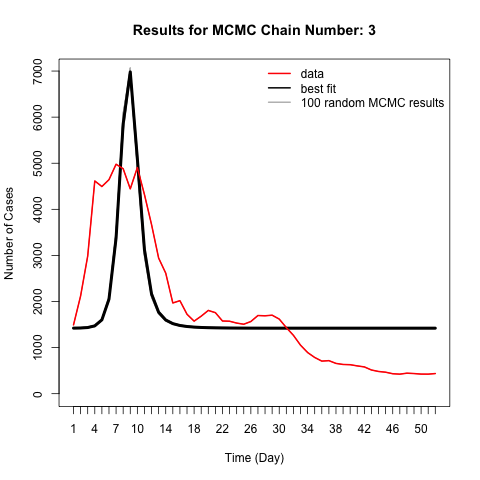 Results for MCMC Chain Number: 3
data
best fit
100 random MCMC results
Number of Cases
7000
6000
5000
4000
3000
2000
1000
0
1 4 7 10 14 18 22 26 30 34 38 42 46 50
Time (Day)